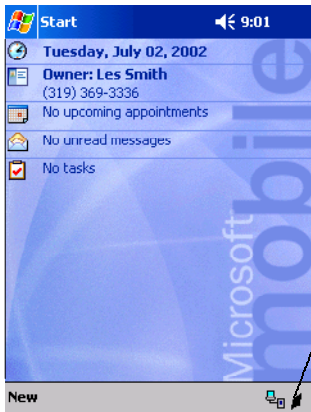 Start 9:01
Tuesday, July 02, 2002
Owner: Les Smith
(319) 369-3336
No upcoming appointments
No unread messages
No tasks
Microsoft
mobile
New